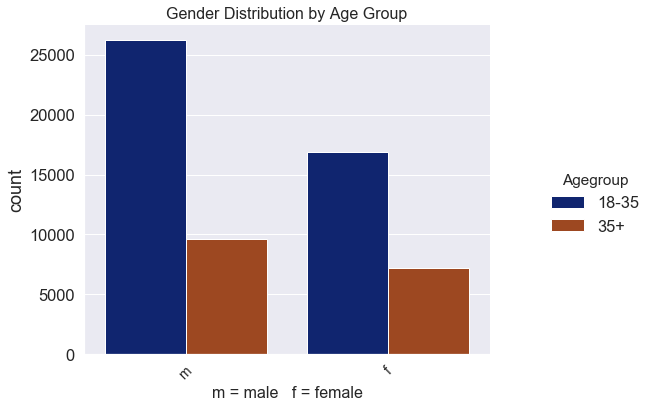 Gender Distribution by Age Group
25000
20000
15000
10000
5000
0
count
m
f
m = male   f = female
Agegroup
18-35
35+